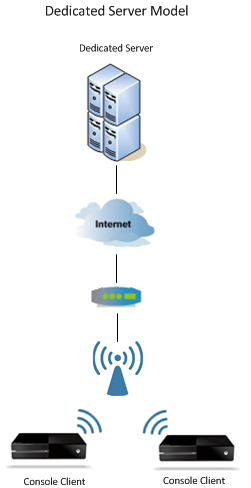 Dedicated Server Model
Dedicated Server
Internet
Console Client
Console Client